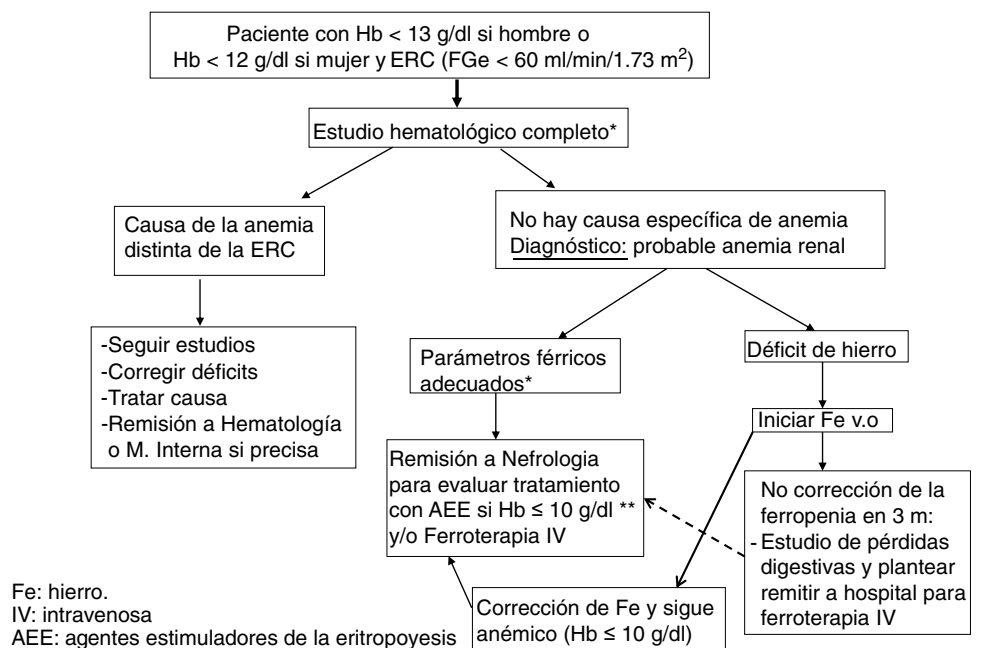 Paciente con Hb < 13 g/dl si hombre o
Hb < 12 g/dl si mujer y ERC (FGe < 60 ml/min/1.73 m²)
Estudio hematológico completo*
Causa de la anemia
distinta de la ERC
No hay causa específica de anemia
Diagnóstico: probable anemia renal
-Seguir estudios
-Corregir déficits
-Tratar causa
-Remisión a Hematología
o M. Interna si precisa
Parámetros férricos
adecuados*
Déficit de hierro
Iniciar Fe v.o
Remisión a Nefrologia
para evaluar tratamiento
con AEE si Hb ≤ 10 g/dl **
y/o Ferroterapia IV
No corrección de la
ferropenia en 3 m:
- Estudio de pérdidas
digestivas y plantear
remitir a hospital para
ferroterapia IV
Corrección de Fe y sigue
anémico (Hb ≤ 10 g/dl)
Fe: hierro.
IV: intravenosa
AEE: agentes estimuladores de la eritropoyesis